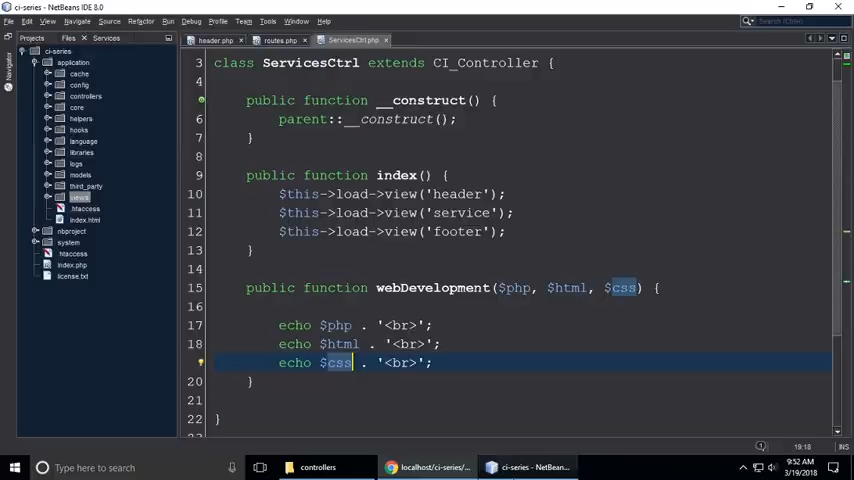 ci-series - NetBeans IDE 8.0
File Edit View Navigate Source Refactor Run Debug Profile Team Tools Window Help
Search (Ctrl+I)
Projects Files Services
header.php routes.php ServicesCtrl.php
ci-series
application
cache
config
controllers
core
helpers
hooks
language
libraries
logs
models
third_party
views
.htaccess
index.html
nbproject
system
.htaccess
index.php
license.txt
3 class ServicesCtrl extends CI_Controller {
4
public function __construct() {
6 parent::__construct();
7 }
8
9 public function index() {
10 $this->load->view('header');
11 $this->load->view('service');
12 $this->load->view('footer');
13 }
14
15 public function webDevelopment($php, $html, $css) {
16
17 echo $php . '<br>';
18 echo $html . '<br>';
echo $css . '<br>';
20 }
21
22 }
19:18 INS
Type here to search
controllers
localhost/ci-series/...
ci-series - NetBean...
9:52 AM
3/19/2018